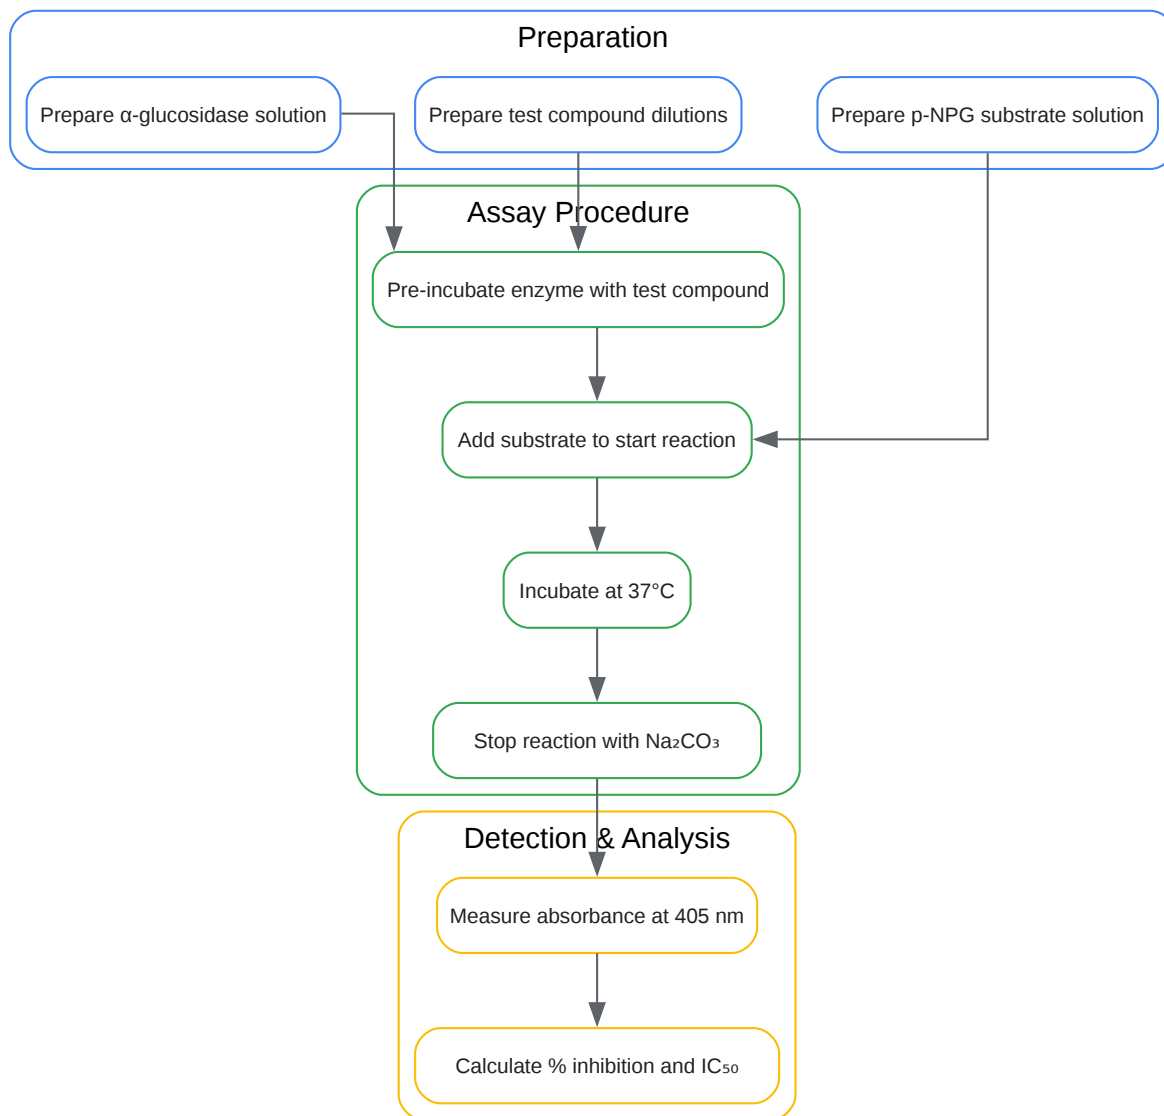 Preparation
Prepare α-glucosidase solution
Prepare test compound dilutions
Prepare p-NPG substrate solution
Assay Procedure
Pre-incubate enzyme with test compound
Add substrate to start reaction
Incubate at 37°C
Stop reaction with Na₂CO₃
Detection & Analysis
Measure absorbance at 405 nm
Calculate % inhibition and IC₅₀